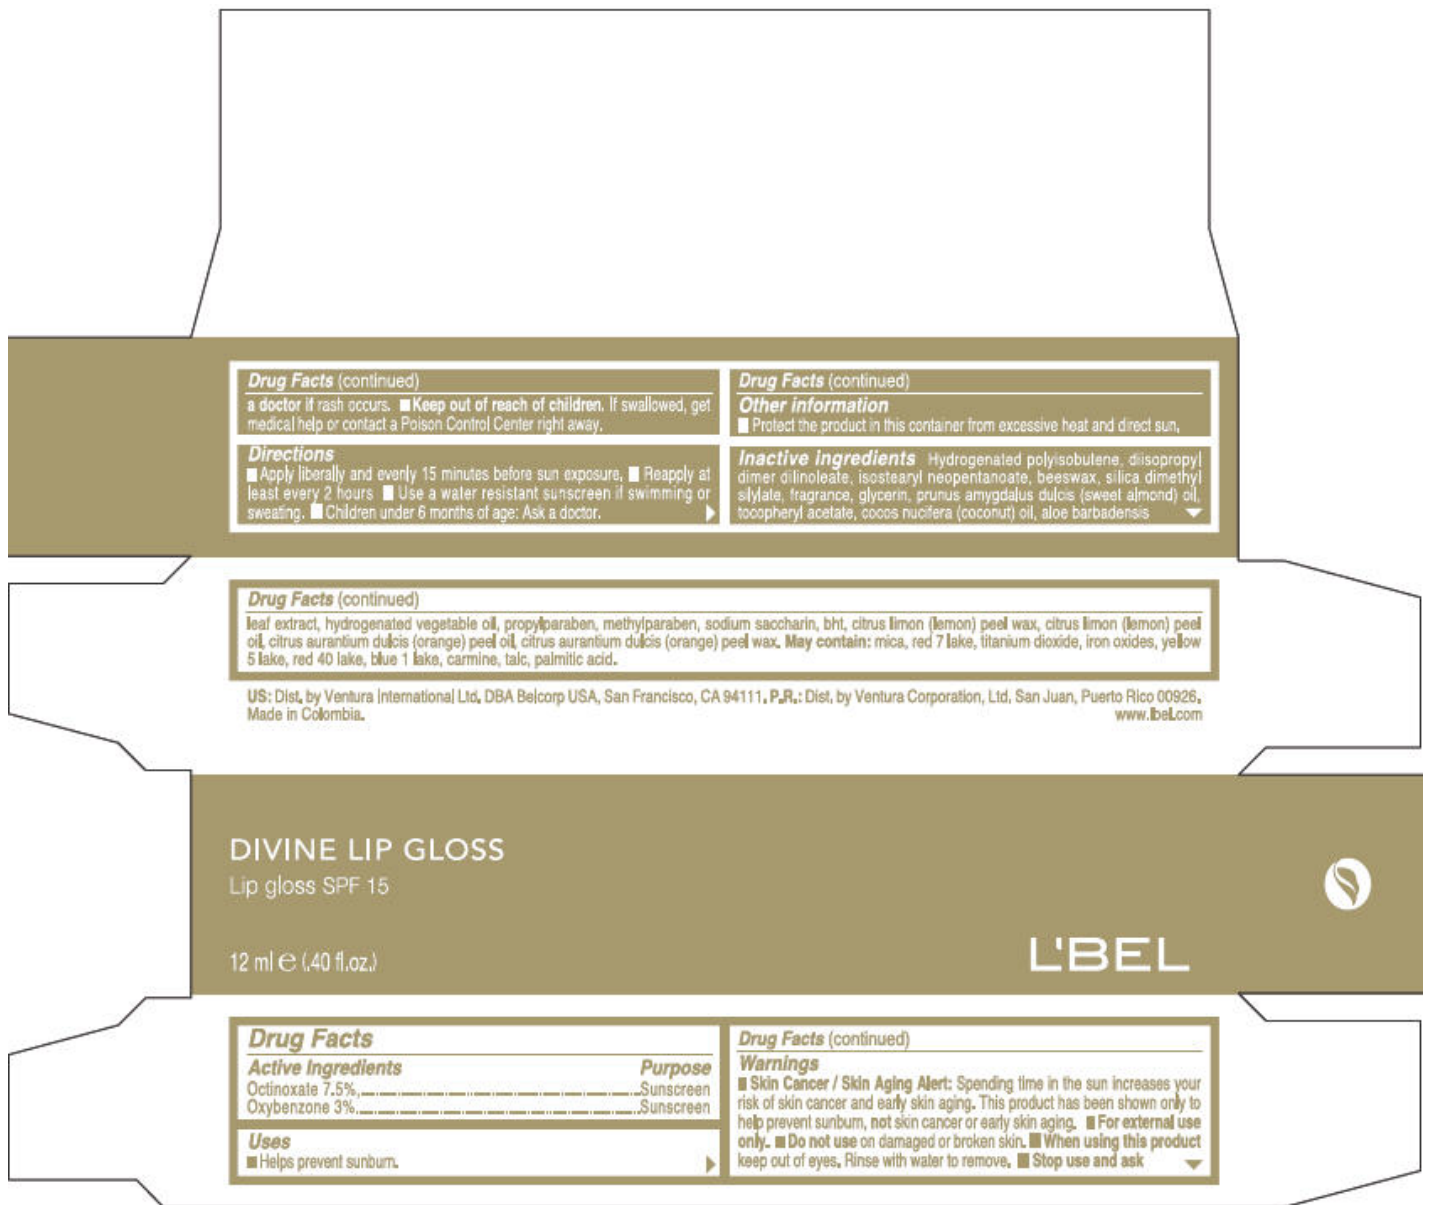 Drug Facts (continued)
a doctor if rash occurs. ■ Keep out of reach of children. If swallowed, get
medical help or contact a Poison Control Center right away.
Directions
■ Apply liberally and evenly 15 minutes before sun exposure. ■ Reapply at
least every 2 hours ■ Use a water resistant sunscreen if swimming or
sweating. ■ Children under 6 months of age: Ask a doctor.
Drug Facts (continued)
Other information
■ Protect the product in this container from excessive heat and direct sun.
Inactive ingredients Hydrogenated polyisobutene, diisopropyl
dimer dilinoleate, isostearyl neopentanoate, beeswax, silica dimethyl
silylate, fragrance, glycerin, prunus amygdalus dulcis (sweet almond) oil,
tocopheryl acetate, cocos nucifera (coconut) oil, aloe barbadensis
Drug Facts (continued)
leaf extract, hydrogenated vegetable oil, propylparaben, methylparaben, sodium saccharin, bht, citrus limon (lemon) peel wax, citrus limon (lemon) peel
oil, citrus aurantium dulcis (orange) peel oil, citrus aurantium dulcis (orange) peel wax. May contain: mica, red 7 lake, titanium dioxide, iron oxides, yellow
5 lake, red 40 lake, blue 1 lake, carmine, talc, palmitic acid.
US: Dist. by Ventura International Ltd. DBA Belcorp USA, San Francisco, CA 94111. P.R.: Dist. by Ventura Corporation, Ltd, San Juan, Puerto Rico 00926.
Made in Colombia.
www.lbel.com
DIVINE LIP GLOSS
Lip gloss SPF 15
12 ml ℮ (.40 fl.oz.)
L'BEL
Drug Facts
Active Ingredients Purpose
Octinoxate 7.5%, Sunscreen
Oxybenzone 3% Sunscreen
Uses
■ Helps prevent sunburn.
Drug Facts (continued)
Warnings
■ Skin Cancer / Skin Aging Alert: Spending time in the sun increases your
risk of skin cancer and early skin aging. This product has been shown only to
help prevent sunburn, not skin cancer or early skin aging. ■ For external use
only. ■ Do not use on damaged or broken skin. ■ When using this product
keep out of eyes. Rinse with water to remove. ■ Stop use and ask